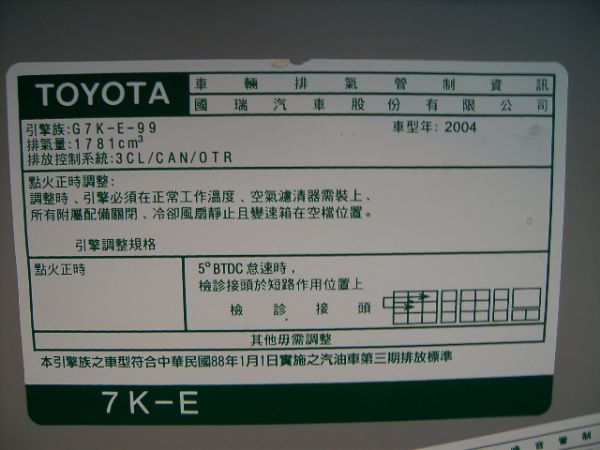 TOYOTA
車輛排氣管制資訊
國瑞汽車股份有限公司
引擎族:G7K-E-99 車型年: 2004
排氣量:1781cm³
排放控制系統:3CL/CAN/OTR
點火正時調整:
調整時、引擎必須在正常工作溫度、空氣濾清器需裝上、
所有附屬配備關閉、冷卻風扇靜止且變速箱在空檔位置。
引擎調整規格
點火正時
5°BTDC 怠速時,
檢診接頭於短路作用位置上
檢診接頭
其他毋需調整
本引擎族之車型符合中華民國88年1月1日實施之汽油車第三期排放標準
7K-E
噪音管制